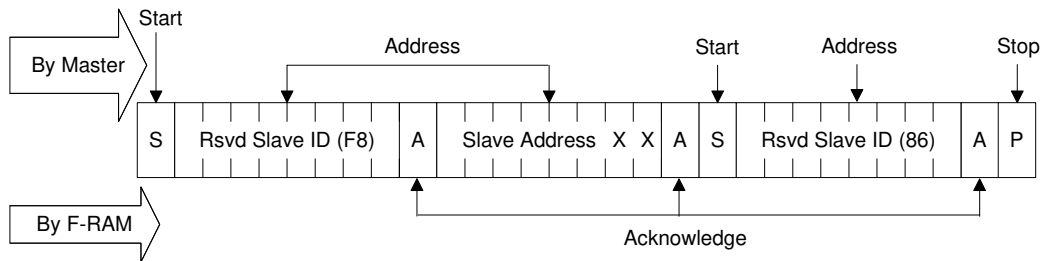 Start
By Master
Address
Start
Address
Stop
S
Rsvd Slave ID (F8)
A
Slave Address X X
A
S
Rsvd Slave ID (86)
A
P
By F-RAM
Acknowledge